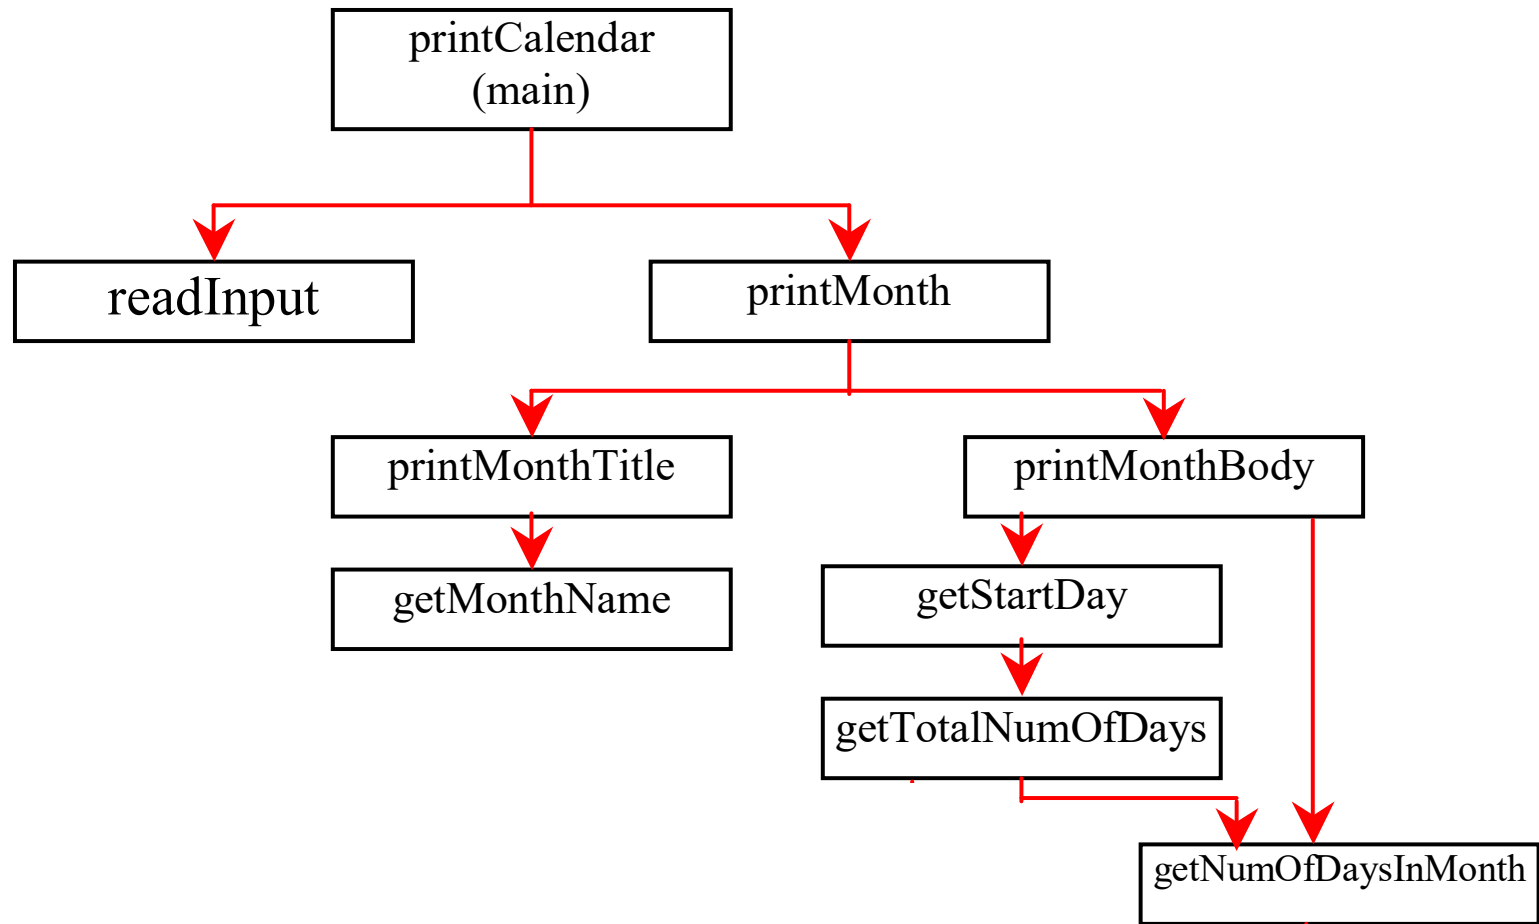 printCalendar
(main)
readInput
printMonth
printMonthTitle
printMonthBody
getMonthName
getStartDay
getTotalNumOfDays
getNumOfDaysInMonth